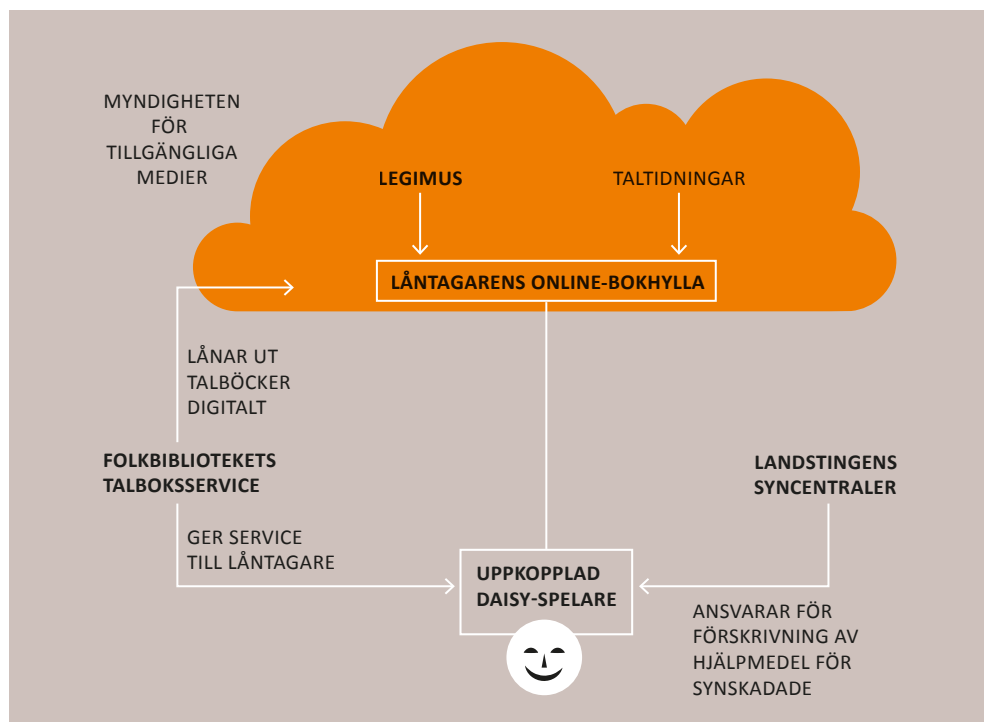 MYNDIGHETEN
FÖR
TILLGÄNGLIGA
MEDIER
LEGIMUS
TALTIDNINGAR
LÅNTAGARENS ONLINE-BOKHYLLA
LÅNAR UT
TALBÖCKER
DIGITALT
FOLKBIBLIOTEKETS
TALBOKSSERVICE
LANDSTINGENS
SYNCENTRALER
GER SERVICE
TILL LÅNTAGARE
UPPKOPPLAD
DAISY-SPELARE
ANSVARAR FÖR
FÖRSKRIVNING AV
HJÄLPMEDEL FÖR
SYNSKADADE